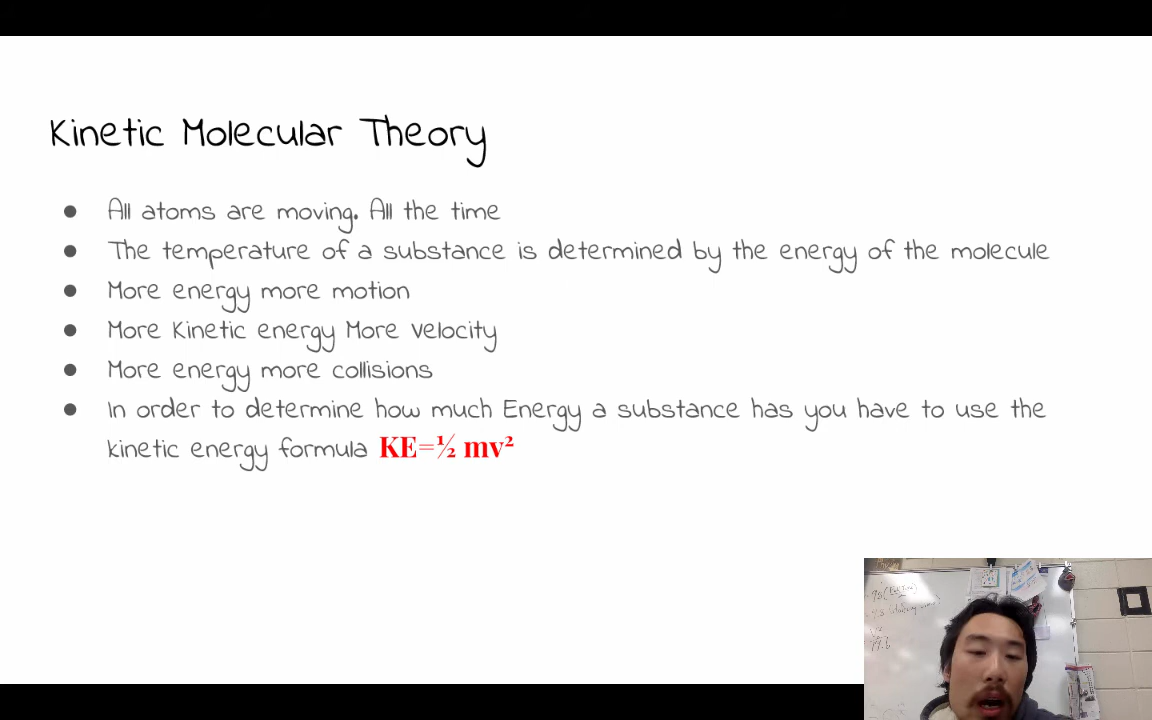 Kinetic Molecular Theory
All atoms are moving. All the time
The temperature of a substance is determined by the energy of the molecule
More energy more motion
More Kinetic energy More Velocity
More energy more collisions
In order to determine how much Energy a substance has you have to use the
kinetic energy formula KE=½ mv²